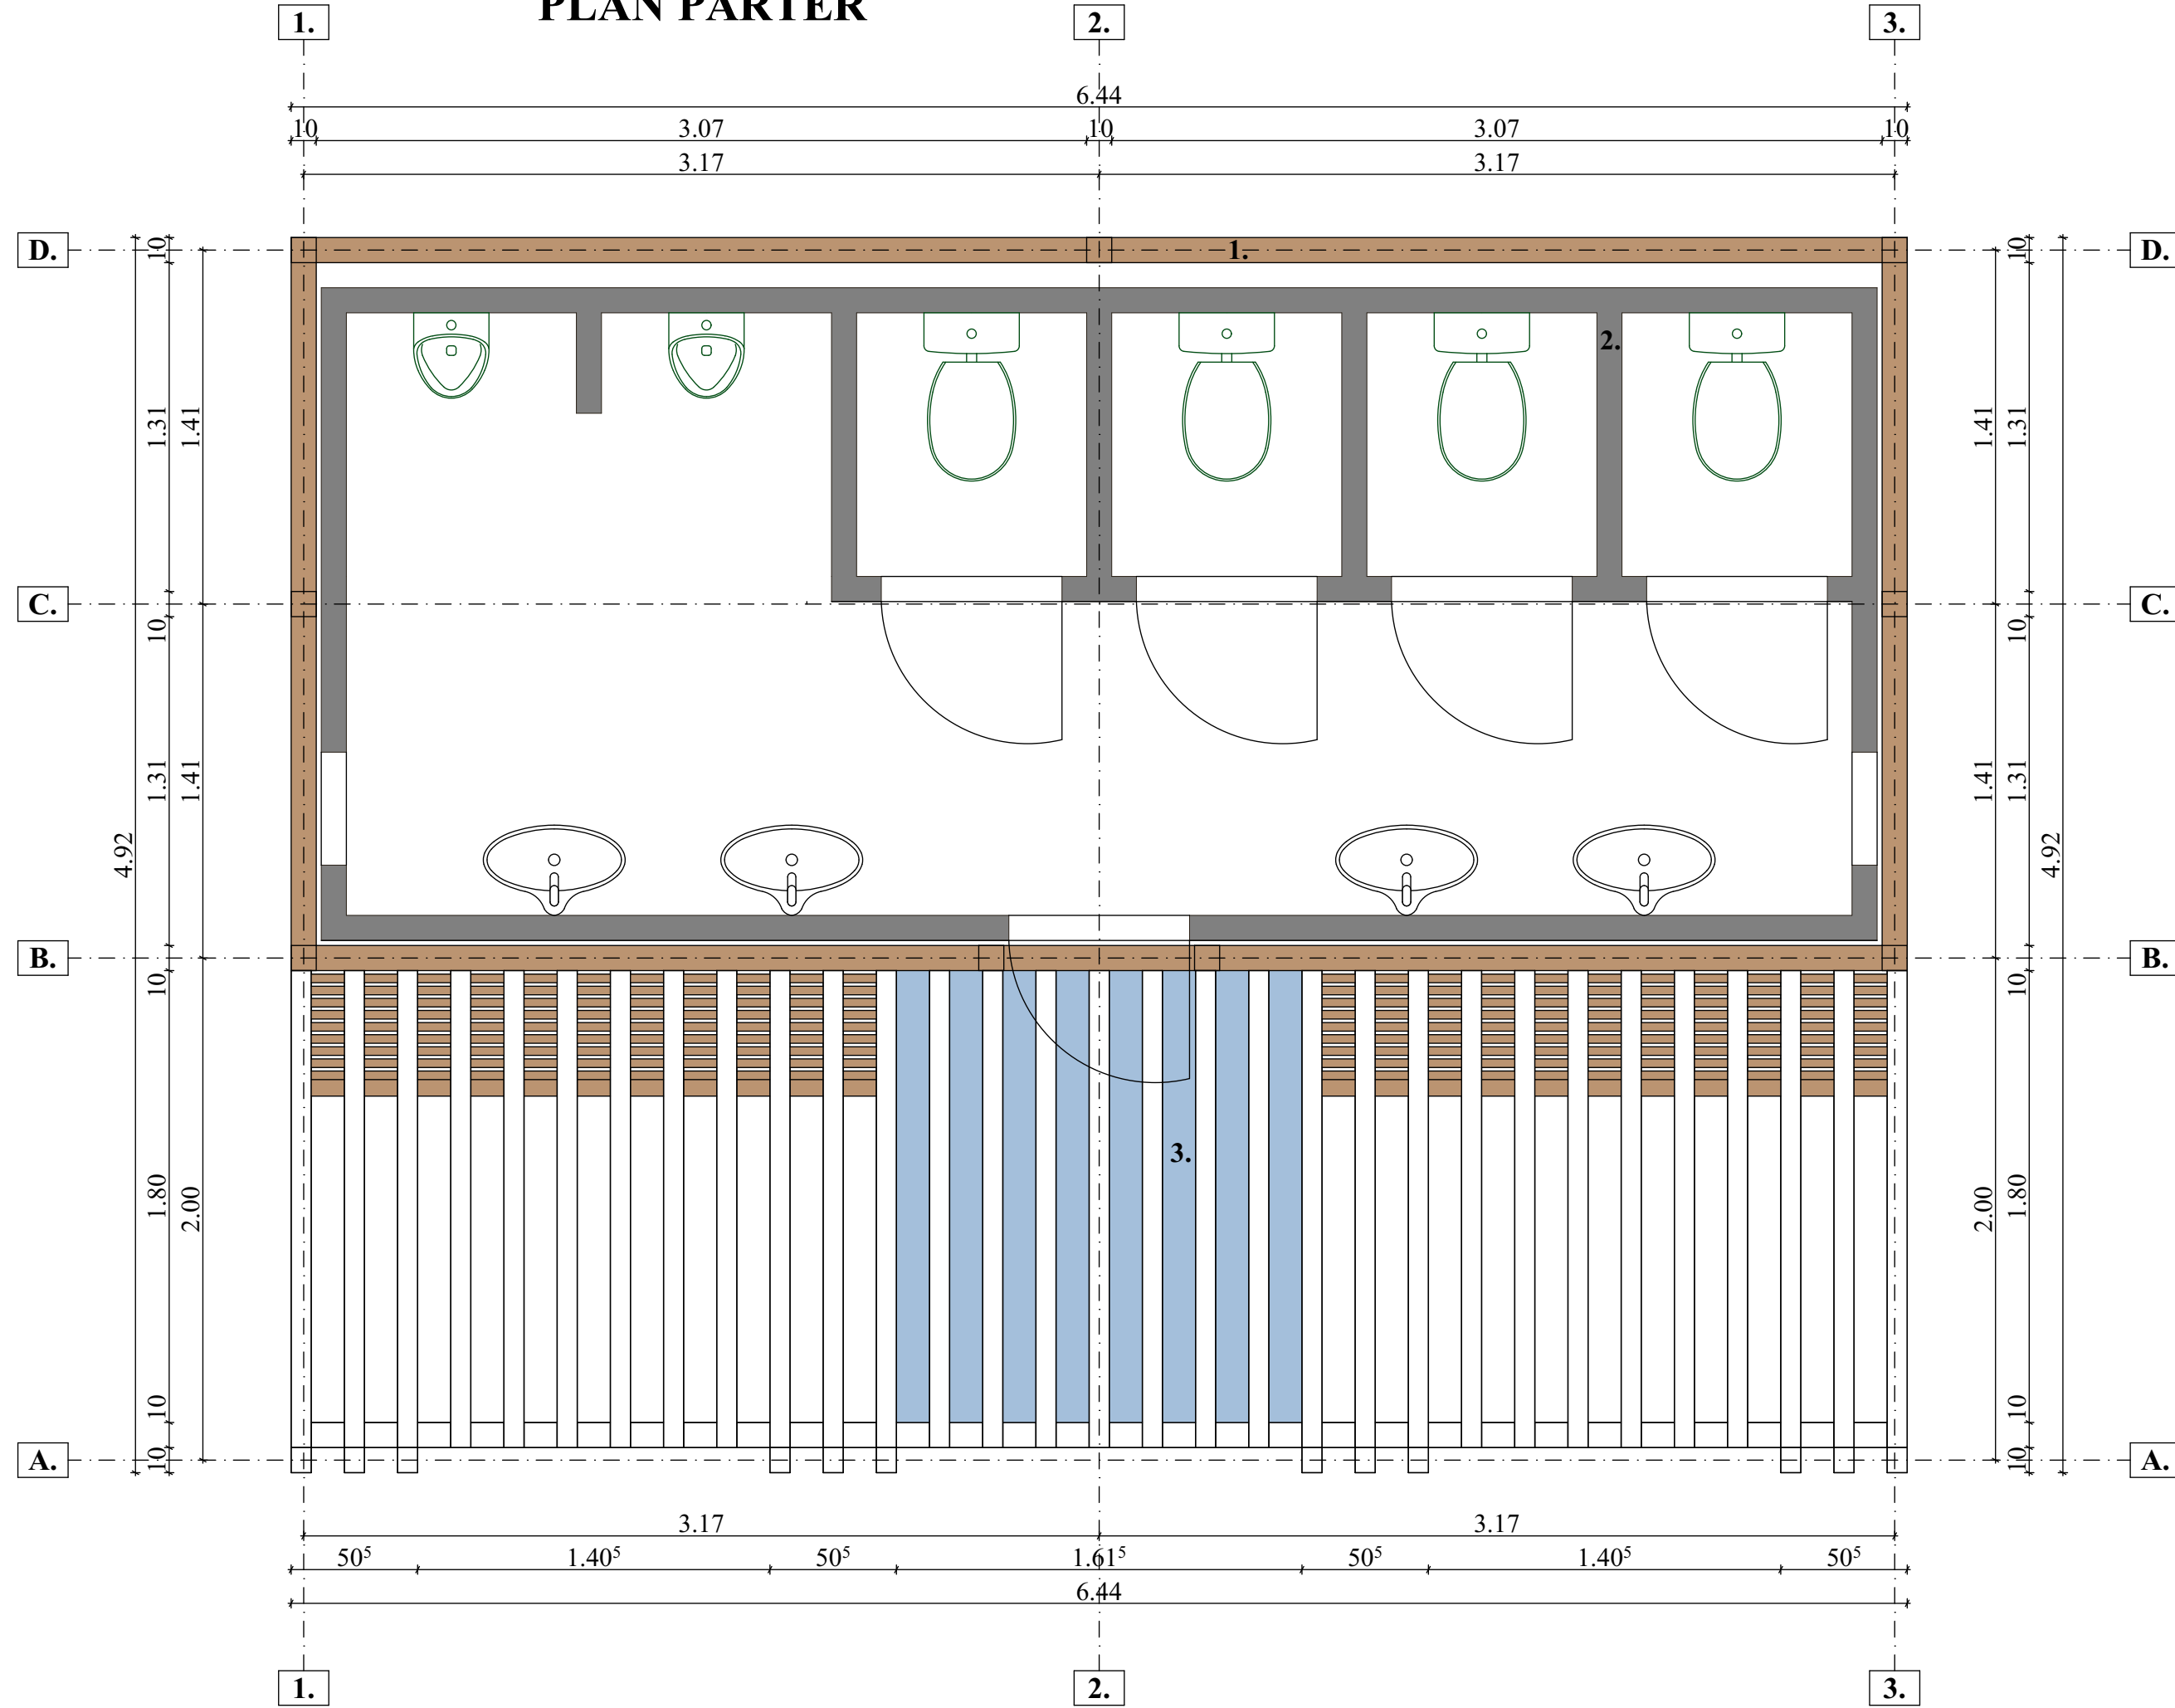 PLAN PARTER
1. 2. 3.
6.44
10 3.07 10 3.07 10
3.17 3.17
D. 10 1. 10 D.
2.
1.31 1.41 1.41 1.31
C. C.
10 10
1.31 1.41 1.41 1.31
4.92 4.92
B. B.
10 10
3.
1.80 2.00 2.00 1.80
10 10
A. 10 10 A.
3.17 3.17
50⁵ 1.40⁵ 50⁵ 1.61⁵ 50⁵ 1.40⁵ 50⁵
6.44
1. 2. 3.